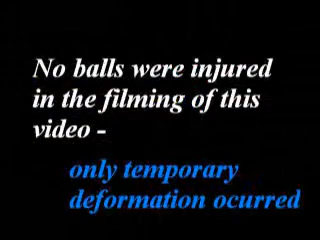 No balls were injured
in the filming of this
video -
only temporary
deformation ocurred